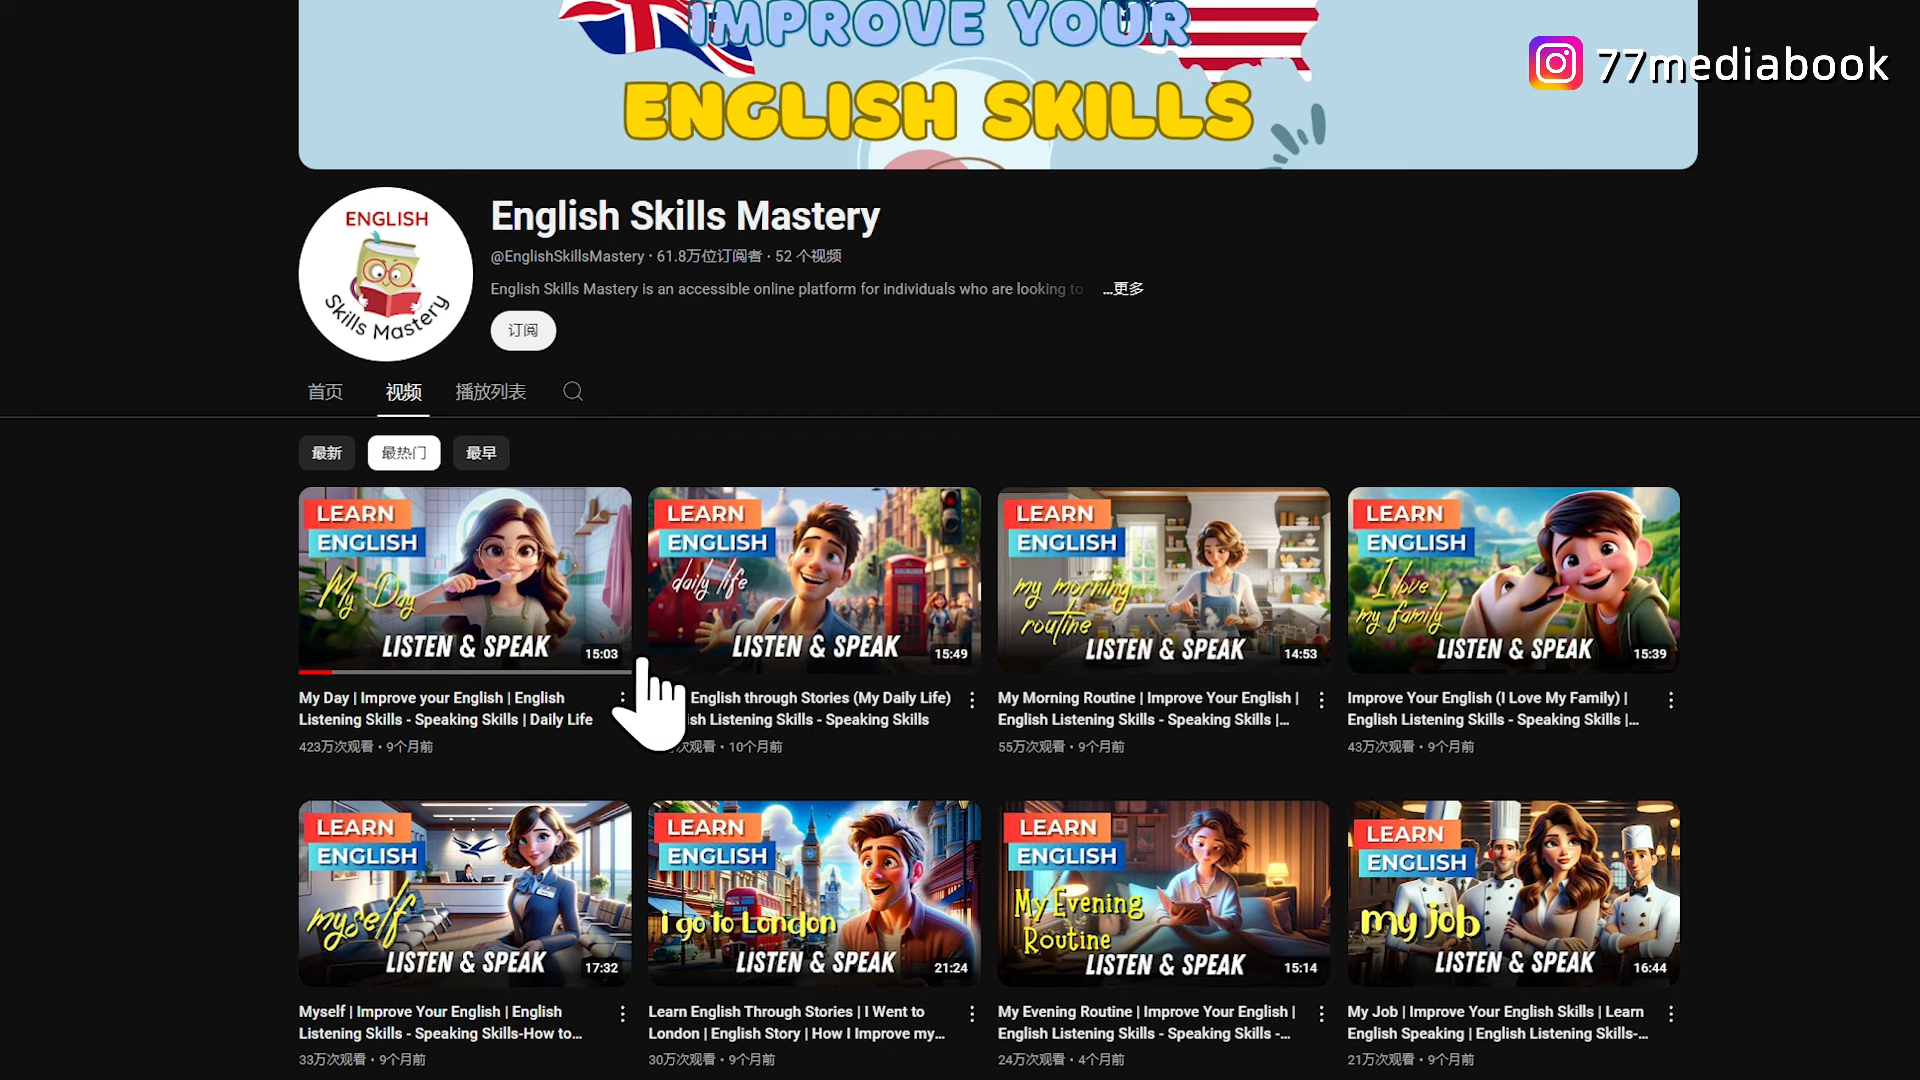 IMPROVE YOUR
ENGLISH SKILLS
77mediabook
ENGLISH
Skills Mastery
English Skills Mastery
@EnglishSkillsMastery · 61.8万位订阅者 · 52 个视频
English Skills Mastery is an accessible online platform for individuals who are looking to ...更多
订阅
首页 视频 播放列表
最新 最热门 最早
LEARN
ENGLISH
My Day
LISTEN & SPEAK
15:03
LEARN
ENGLISH
daily life
LISTEN & SPEAK
15:49
LEARN
ENGLISH
my morning
routine
LISTEN & SPEAK
14:53
LEARN
ENGLISH
I love
my family
LISTEN & SPEAK
15:39
My Day | Improve your English | English
Listening Skills - Speaking Skills | Daily Life
423万次观看 · 9个月前
English through Stories (My Daily Life)
Listening Skills - Speaking Skills
次观看 · 10个月前
My Morning Routine | Improve Your English |
English Listening Skills - Speaking Skills |...
55万次观看 · 9个月前
Improve Your English (I Love My Family) |
English Listening Skills - Speaking Skills |...
43万次观看 · 9个月前
LEARN
ENGLISH
myself
LISTEN & SPEAK
17:32
LEARN
ENGLISH
i go to London
LISTEN & SPEAK
21:24
LEARN
ENGLISH
My Evening
Routine
LISTEN & SPEAK
15:14
LEARN
ENGLISH
my job
LISTEN & SPEAK
16:44
Myself | Improve Your English | English
Listening Skills - Speaking Skills-How to...
33万次观看 · 9个月前
Learn English Through Stories | I Went to
London | English Story | How I Improve my...
30万次观看 · 9个月前
My Evening Routine | Improve Your English |
English Listening Skills - Speaking Skills -...
24万次观看 · 4个月前
My Job | Improve Your English Skills | Learn
English Speaking | English Listening Skills-...
21万次观看 · 9个月前